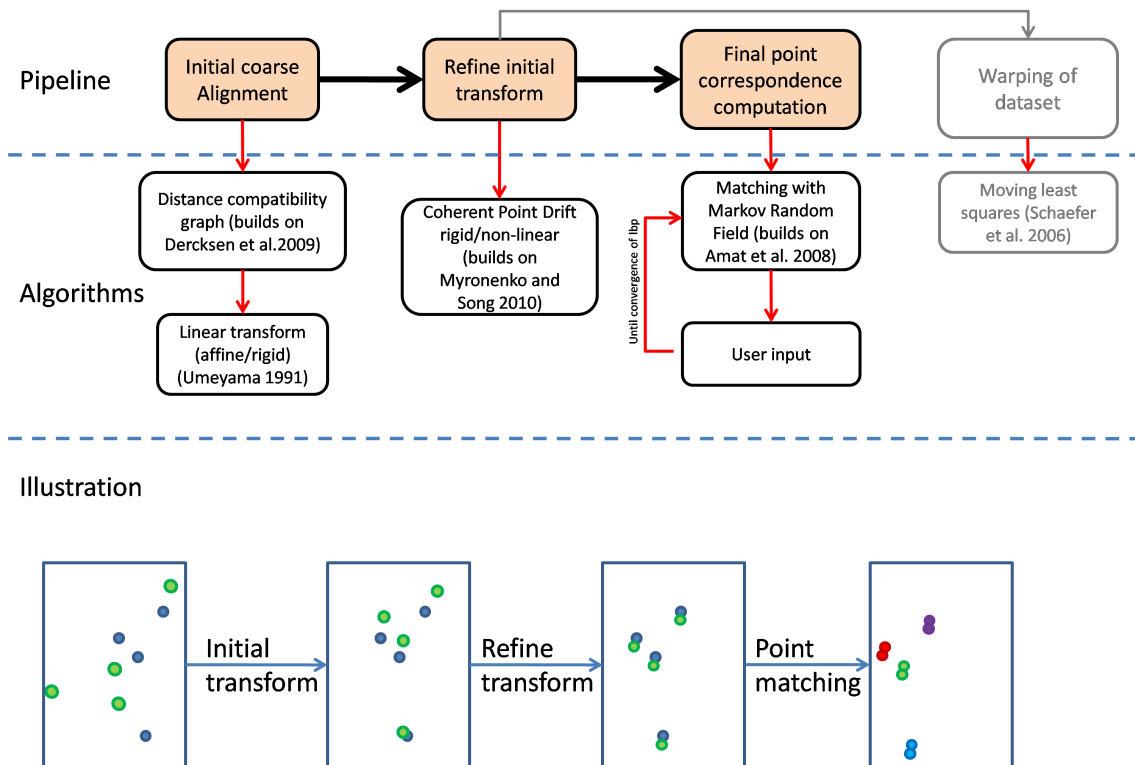 Pipeline
Initial coarse
Alignment
Refine initial
transform
Final point
correspondence
computation
Warping of
dataset
Algorithms
Distance compatibility
graph (builds on
Dercksen et al.2009)
Linear transform
(affine/rigid)
(Umeyama 1991)
Coherent Point Drift
rigid/non-linear
(builds on
Myronenko and
Song 2010)
Matching with
Markov Random
Field (builds on
Amat et al. 2008)
Until convergence of lbp
User input
Moving least
squares (Schaefer
et al. 2006)
Illustration
Initial
transform
Refine
transform
Point
matching